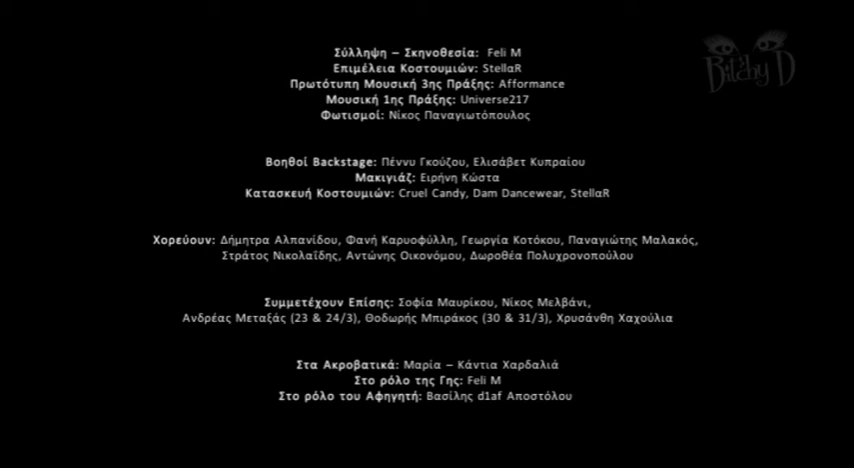 Bitchy D
Σύλληψη – Σκηνοθεσία: Feli M
Επιμέλεια Κοστουμιών: StellαR
Πρωτότυπη Μουσική 3ης Πράξης: Afformance
Μουσική 1ης Πράξης: Universe217
Φωτισμοί: Νίκος Παναγιωτόπουλος
Βοηθοί Backstage: Πέννυ Γκούζου, Ελισάβετ Κυπραίου
Μακιγιάζ: Ειρήνη Κώστα
Κατασκευή Κοστουμιών: Cruel Candy, Dam Dancewear, StellαR
Χορεύουν: Δήμητρα Αλπανίδου, Φανή Καρυοφύλλη, Γεωργία Κοτόκου, Παναγιώτης Μαλακός,
Στράτος Νικολαΐδης, Αντώνης Οικονόμου, Δωροθέα Πολυχρονοπούλου
Συμμετέχουν Επίσης: Σοφία Μαυρίκου, Νίκος Μελβάνι,
Ανδρέας Μεταξάς (23 & 24/3), Θοδωρής Μπιράκος (30 & 31/3), Χρυσάνθη Χαχούλια
Στα Ακροβατικά: Μαρία – Κάντια Χαρδαλιά
Στο ρόλο της Γης: Feli M
Στο ρόλο του Αφηγητή: Βασίλης d1af Αποστόλου